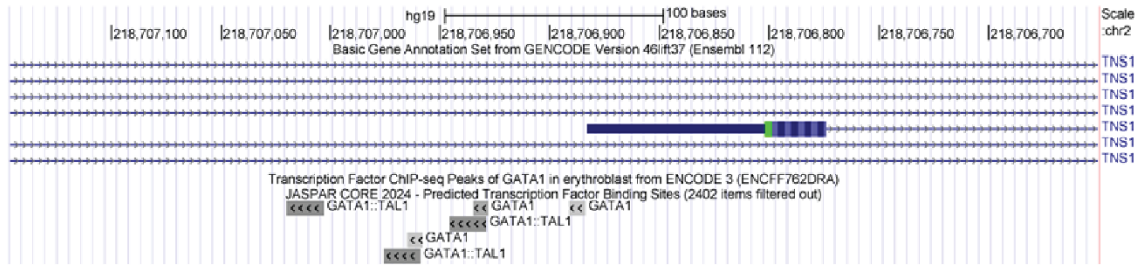 hg19 100 bases Scale
218,707,100 218,707,050 218,707,000 218,706,950 218,706,900 218,706,850 218,706,800 218,706,750 218,706,700 :chr2
Basic Gene Annotation Set from GENCODE Version 46lift37 (Ensembl 112)
TNS1
TNS1
TNS1
TNS1
TNS1
TNS1
TNS1
Transcription Factor ChIP-seq Peaks of GATA1 in erythroblast from ENCODE 3 (ENCFF762DRA)
JASPAR CORE 2024 - Predicted Transcription Factor Binding Sites (2402 items filtered out)
GATA1::TAL1 GATA1 GATA1
GATA1::TAL1
GATA1
GATA1::TAL1